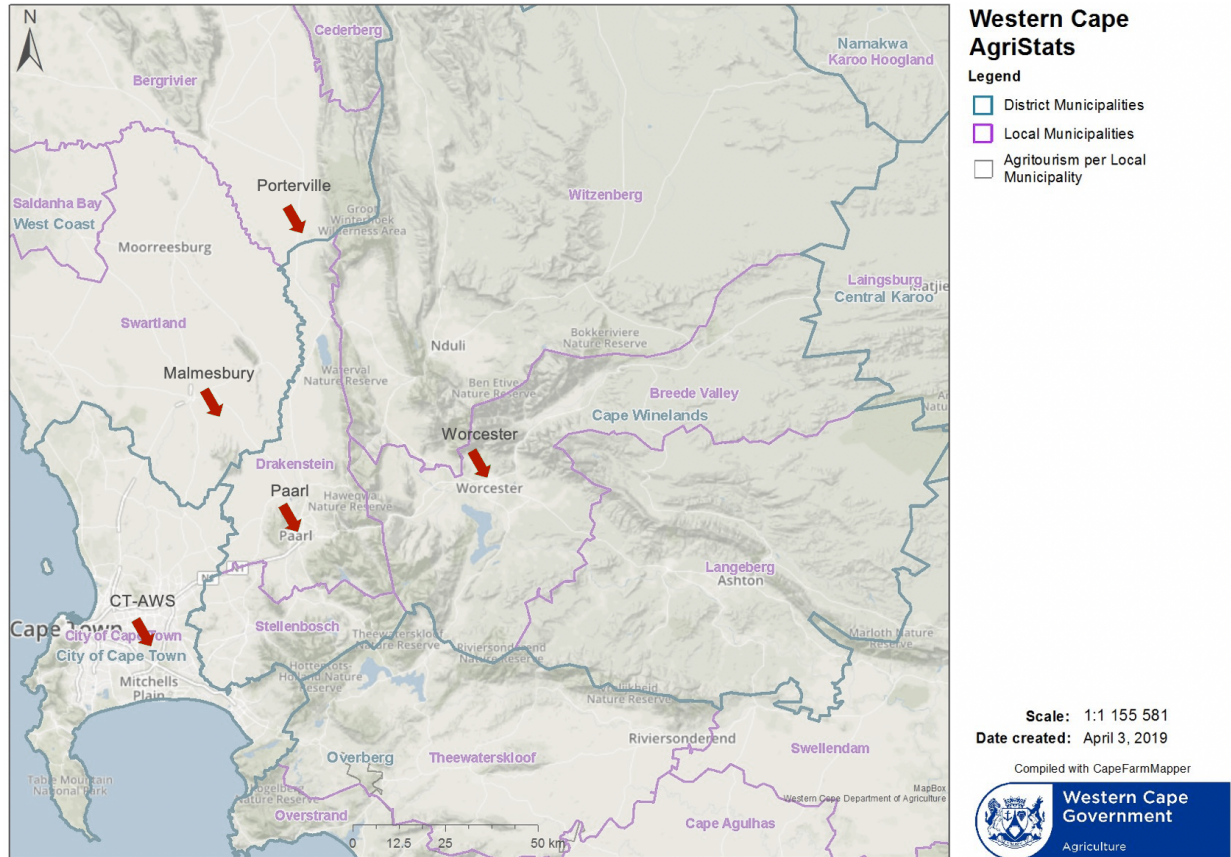 N
Cederberg
Namakwa
Karoo Hoogland
Bergrivier
Porterville
Groot
Winterhoek
Wilderness Area
Witzenberg
Saldanha Bay
West Coast
Moorreesburg
Laingsburg
Central Karoo
Matjie
Swartland
Bokkeriviere
Nature Reserve
Nduli
Malmesbury
Waterval
Nature Reserve
Ben Etive
Nature Reserve
Breede Valley
Cape Winelands
Worcester
Drakenstein
Paarl
Haweqwa
Nature Reserve
Worcester
Paarl
N1
Langeberg
Ashton
CT-AWS
Cape Town
City of Cape Town
City of Cape Town
Stellenbosch
Theewaterskloof
Nature Reserve
Riviersonderend
Nature Reserve
Marloth Nature
Reserve
Mitchells
Plain
Hottentots-
Holland Nature
Reserve
Nature Reserve
Riviersonderend
Swellendam
Overberg
Theewaterskloof
Table Mountain
National Park
Nature Reserve
Overstrand
Cape Agulhas
MapBox
Western Cape Department of Agriculture
0 12.5 25 50 km
Western Cape
AgriStats
Legend
District Municipalities
Local Municipalities
Agritourism per Local
Municipality
Scale: 1:1 155 581
Date created: April 3, 2019
Compiled with CapeFarmMapper
Western Cape
Government
Agriculture